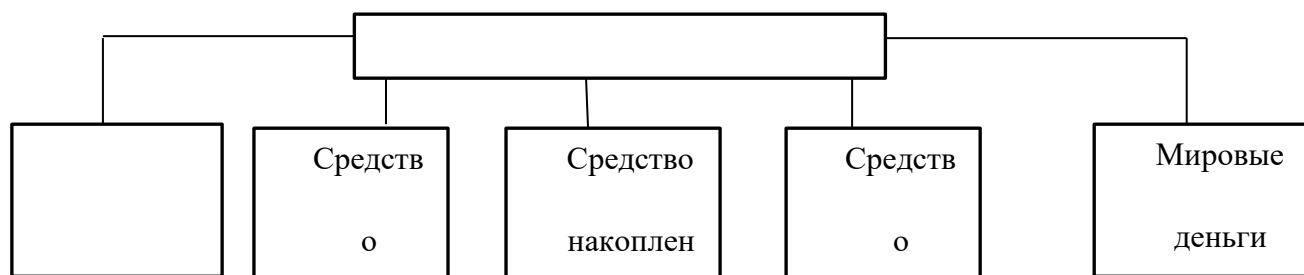 Средств
о
Средство
накоплен
Средств
о
Мировые
деньги